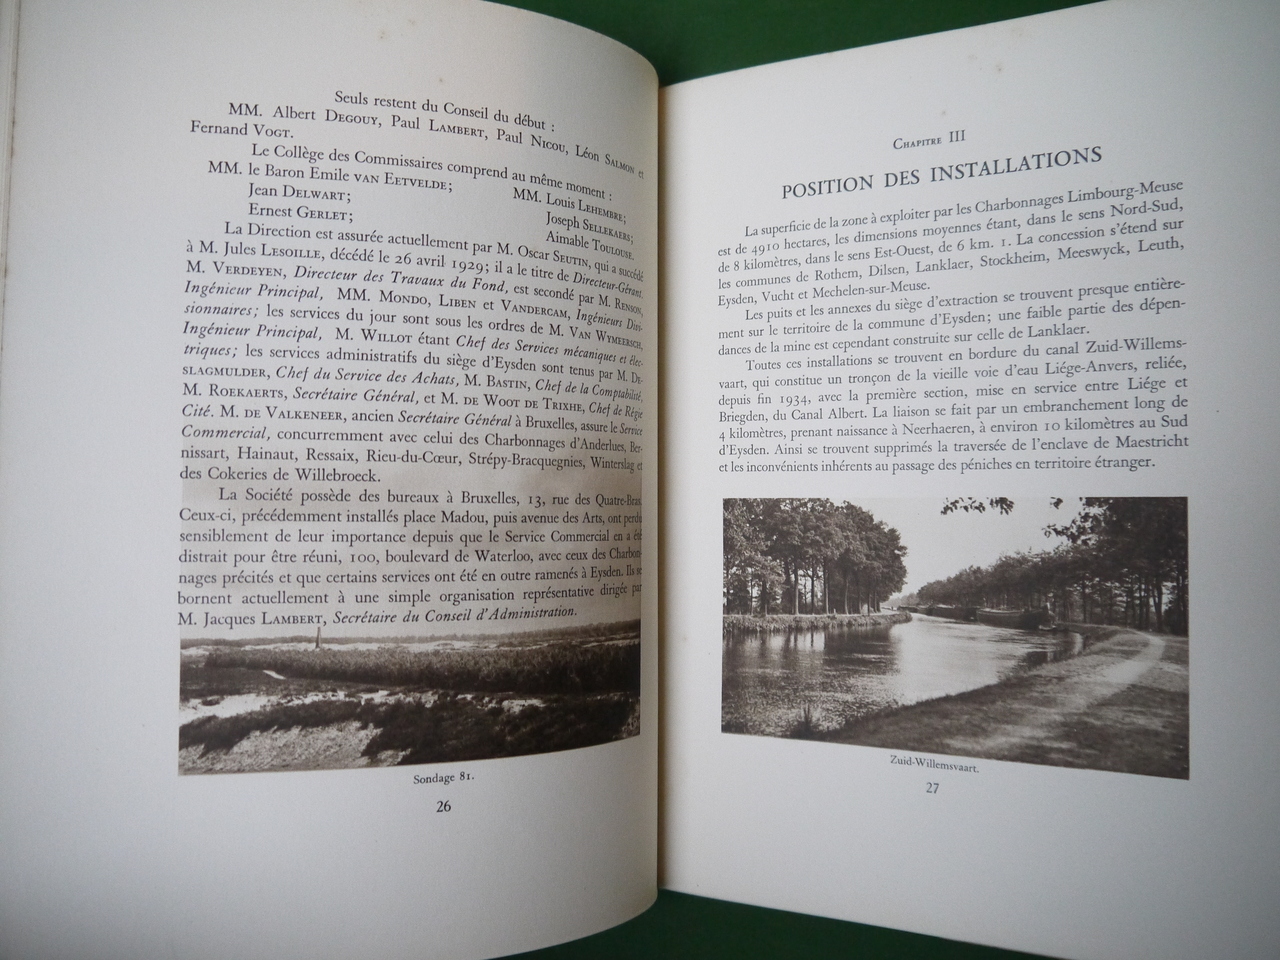 Seuls restent du Conseil du début :
MM. Albert Degouy, Paul Lambert, Paul Nicou, Léon Salmon et
Fernand Vogt.
Le Collège des Commissaires comprend au même moment :
MM. le Baron Emile van Eetvelde; MM. Louis Lehembre;
Jean Delwart; Joseph Sellekaers;
Ernest Gerlet; Aimable Toulouse.
La Direction est assurée actuellement par M. Oscar Seutin, qui a succédé
à M. Jules Lesoille, décédé le 26 avril 1929; il a le titre de Directeur-Gérant.
M. Verdeyen, Directeur des Travaux du Fond, est secondé par M. Renson,
Ingénieur Principal, MM. Mondo, Liben et Vandergam, Ingénieurs Divi-
sionnaires; les services du jour sont sous les ordres de M. Van Wymeersch,
Ingénieur Principal, M. Willot étant Chef des Services mécaniques et élec-
triques; les services administratifs du siège d'Eysden sont tenus par M. De-
slagmulder, Chef du Service des Achats, M. Bastin, Chef de la Comptabilité,
M. Roekaerts, Secrétaire Général, et M. de Woot de Trixhe, Chef de Régie
Cité. M. de Valkeneer, ancien Secrétaire Général à Bruxelles, assure le Service
Commercial, concurremment avec celui des Charbonnages d'Anderlues, Ber-
nissart, Hainaut, Ressaix, Rieu-du-Cœur, Strépy-Bracquegnies, Winterslag et
des Cokeries de Willebroeck.
La Société possède des bureaux à Bruxelles, 13, rue des Quatre-Bras.
Ceux-ci, précédemment installés place Madou, puis avenue des Arts, ont perdu
sensiblement de leur importance depuis que le Service Commercial en a été
distrait pour être réuni, 100, boulevard de Waterloo, avec ceux des Charbon-
nages précités et que certains services ont été en outre ramenés à Eysden. Ils se
bornent actuellement à une simple organisation représentative dirigée par
M. Jacques Lambert, Secrétaire du Conseil d'Administration.
Sondage 81.
26
Chapitre III
POSITION DES INSTALLATIONS
La superficie de la zone à exploiter par les Charbonnages Limbourg-Meuse
est de 4910 hectares, les dimensions moyennes étant, dans le sens Nord-Sud,
de 8 kilomètres, dans le sens Est-Ouest, de 6 km. 1. La concession s'étend sur
les communes de Rothem, Dilsen, Lanklaer, Stockheim, Meeswyck, Leuth,
Eysden, Vucht et Mechelen-sur-Meuse.
Les puits et les annexes du siège d'extraction se trouvent presque entière-
ment sur le territoire de la commune d'Eysden; une faible partie des dépen-
dances de la mine est cependant construite sur celle de Lanklaer.
Toutes ces installations se trouvent en bordure du canal Zuid-Willems-
vaart, qui constitue un tronçon de la vieille voie d'eau Liége-Anvers, reliée,
depuis fin 1934, avec la première section, mise en service entre Liége et
Briegden, du Canal Albert. La liaison se fait par un embranchement long de
4 kilomètres, prenant naissance à Neerhaeren, à environ 10 kilomètres au Sud
d'Eysden. Ainsi se trouvent supprimés la traversée de l'enclave de Maestricht
et les inconvénients inhérents au passage des péniches en territoire étranger.
Zuid-Willemsvaart.
27